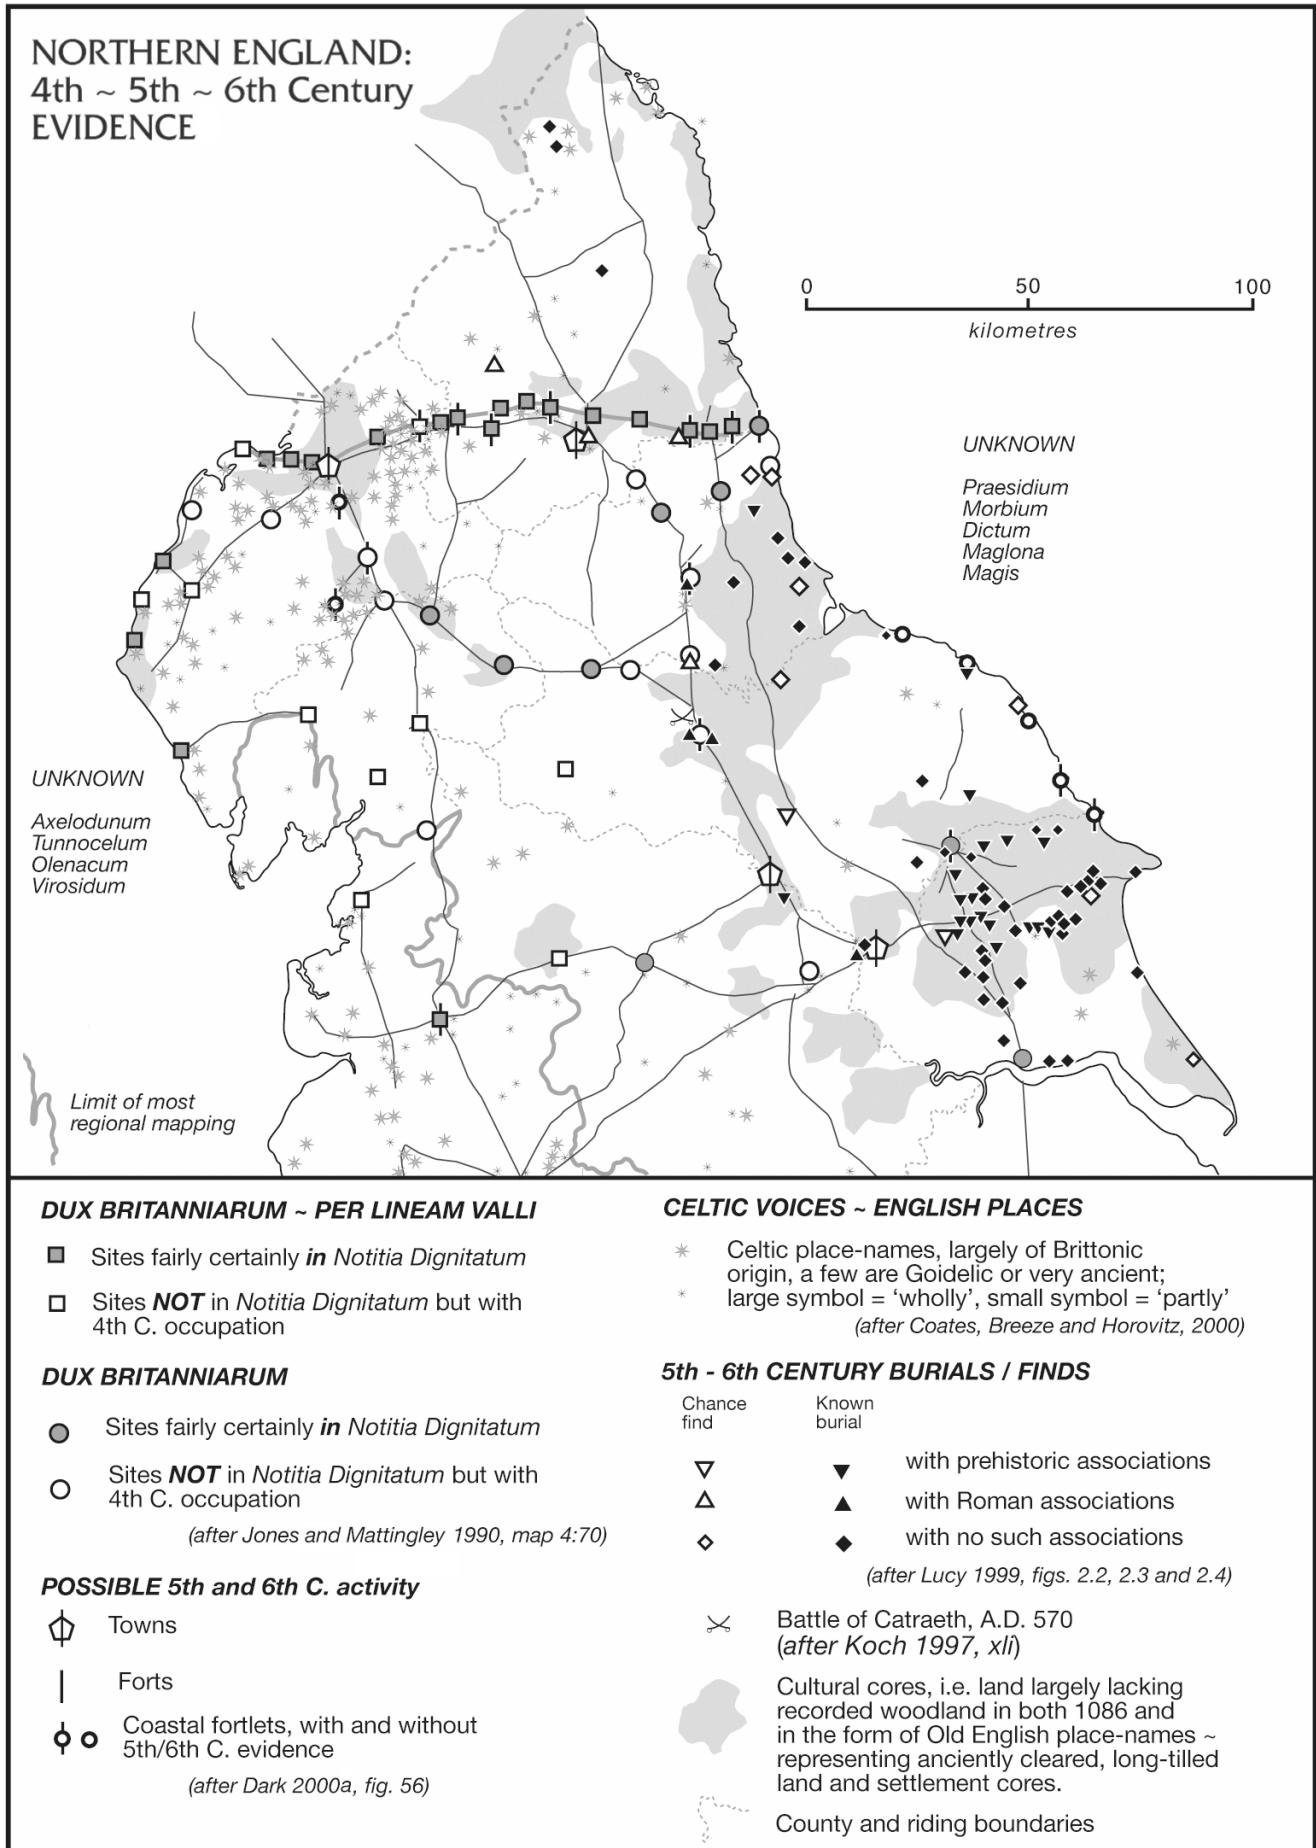 NORTHERN ENGLAND:
4th ~ 5th ~ 6th Century
EVIDENCE
0 50 100
kilometres
UNKNOWN
Praesidium
Morbium
Dictum
Maglona
Magis
UNKNOWN
Axelodunum
Tunnocelum
Olenacum
Virosidum
Limit of most
regional mapping
DUX BRITANNIARUM ~ PER LINEAM VALLI
Sites fairly certainly in Notitia Dignitatum
Sites NOT in Notitia Dignitatum but with
4th C. occupation
DUX BRITANNIARUM
Sites fairly certainly in Notitia Dignitatum
Sites NOT in Notitia Dignitatum but with
4th C. occupation
(after Jones and Mattingley 1990, map 4:70)
POSSIBLE 5th and 6th C. activity
Towns
Forts
Coastal fortlets, with and without
5th/6th C. evidence
(after Dark 2000a, fig. 56)
CELTIC VOICES ~ ENGLISH PLACES
Celtic place-names, largely of Brittonic
origin, a few are Goidelic or very ancient;
large symbol = ‘wholly’, small symbol = ‘partly’
(after Coates, Breeze and Horovitz, 2000)
5th - 6th CENTURY BURIALS / FINDS
Chance
find
Known
burial
with prehistoric associations
with Roman associations
with no such associations
(after Lucy 1999, figs. 2.2, 2.3 and 2.4)
Battle of Catraeth, A.D. 570
(after Koch 1997, xli)
Cultural cores, i.e. land largely lacking
recorded woodland in both 1086 and
in the form of Old English place-names ~
representing anciently cleared, long-tilled
land and settlement cores.
County and riding boundaries